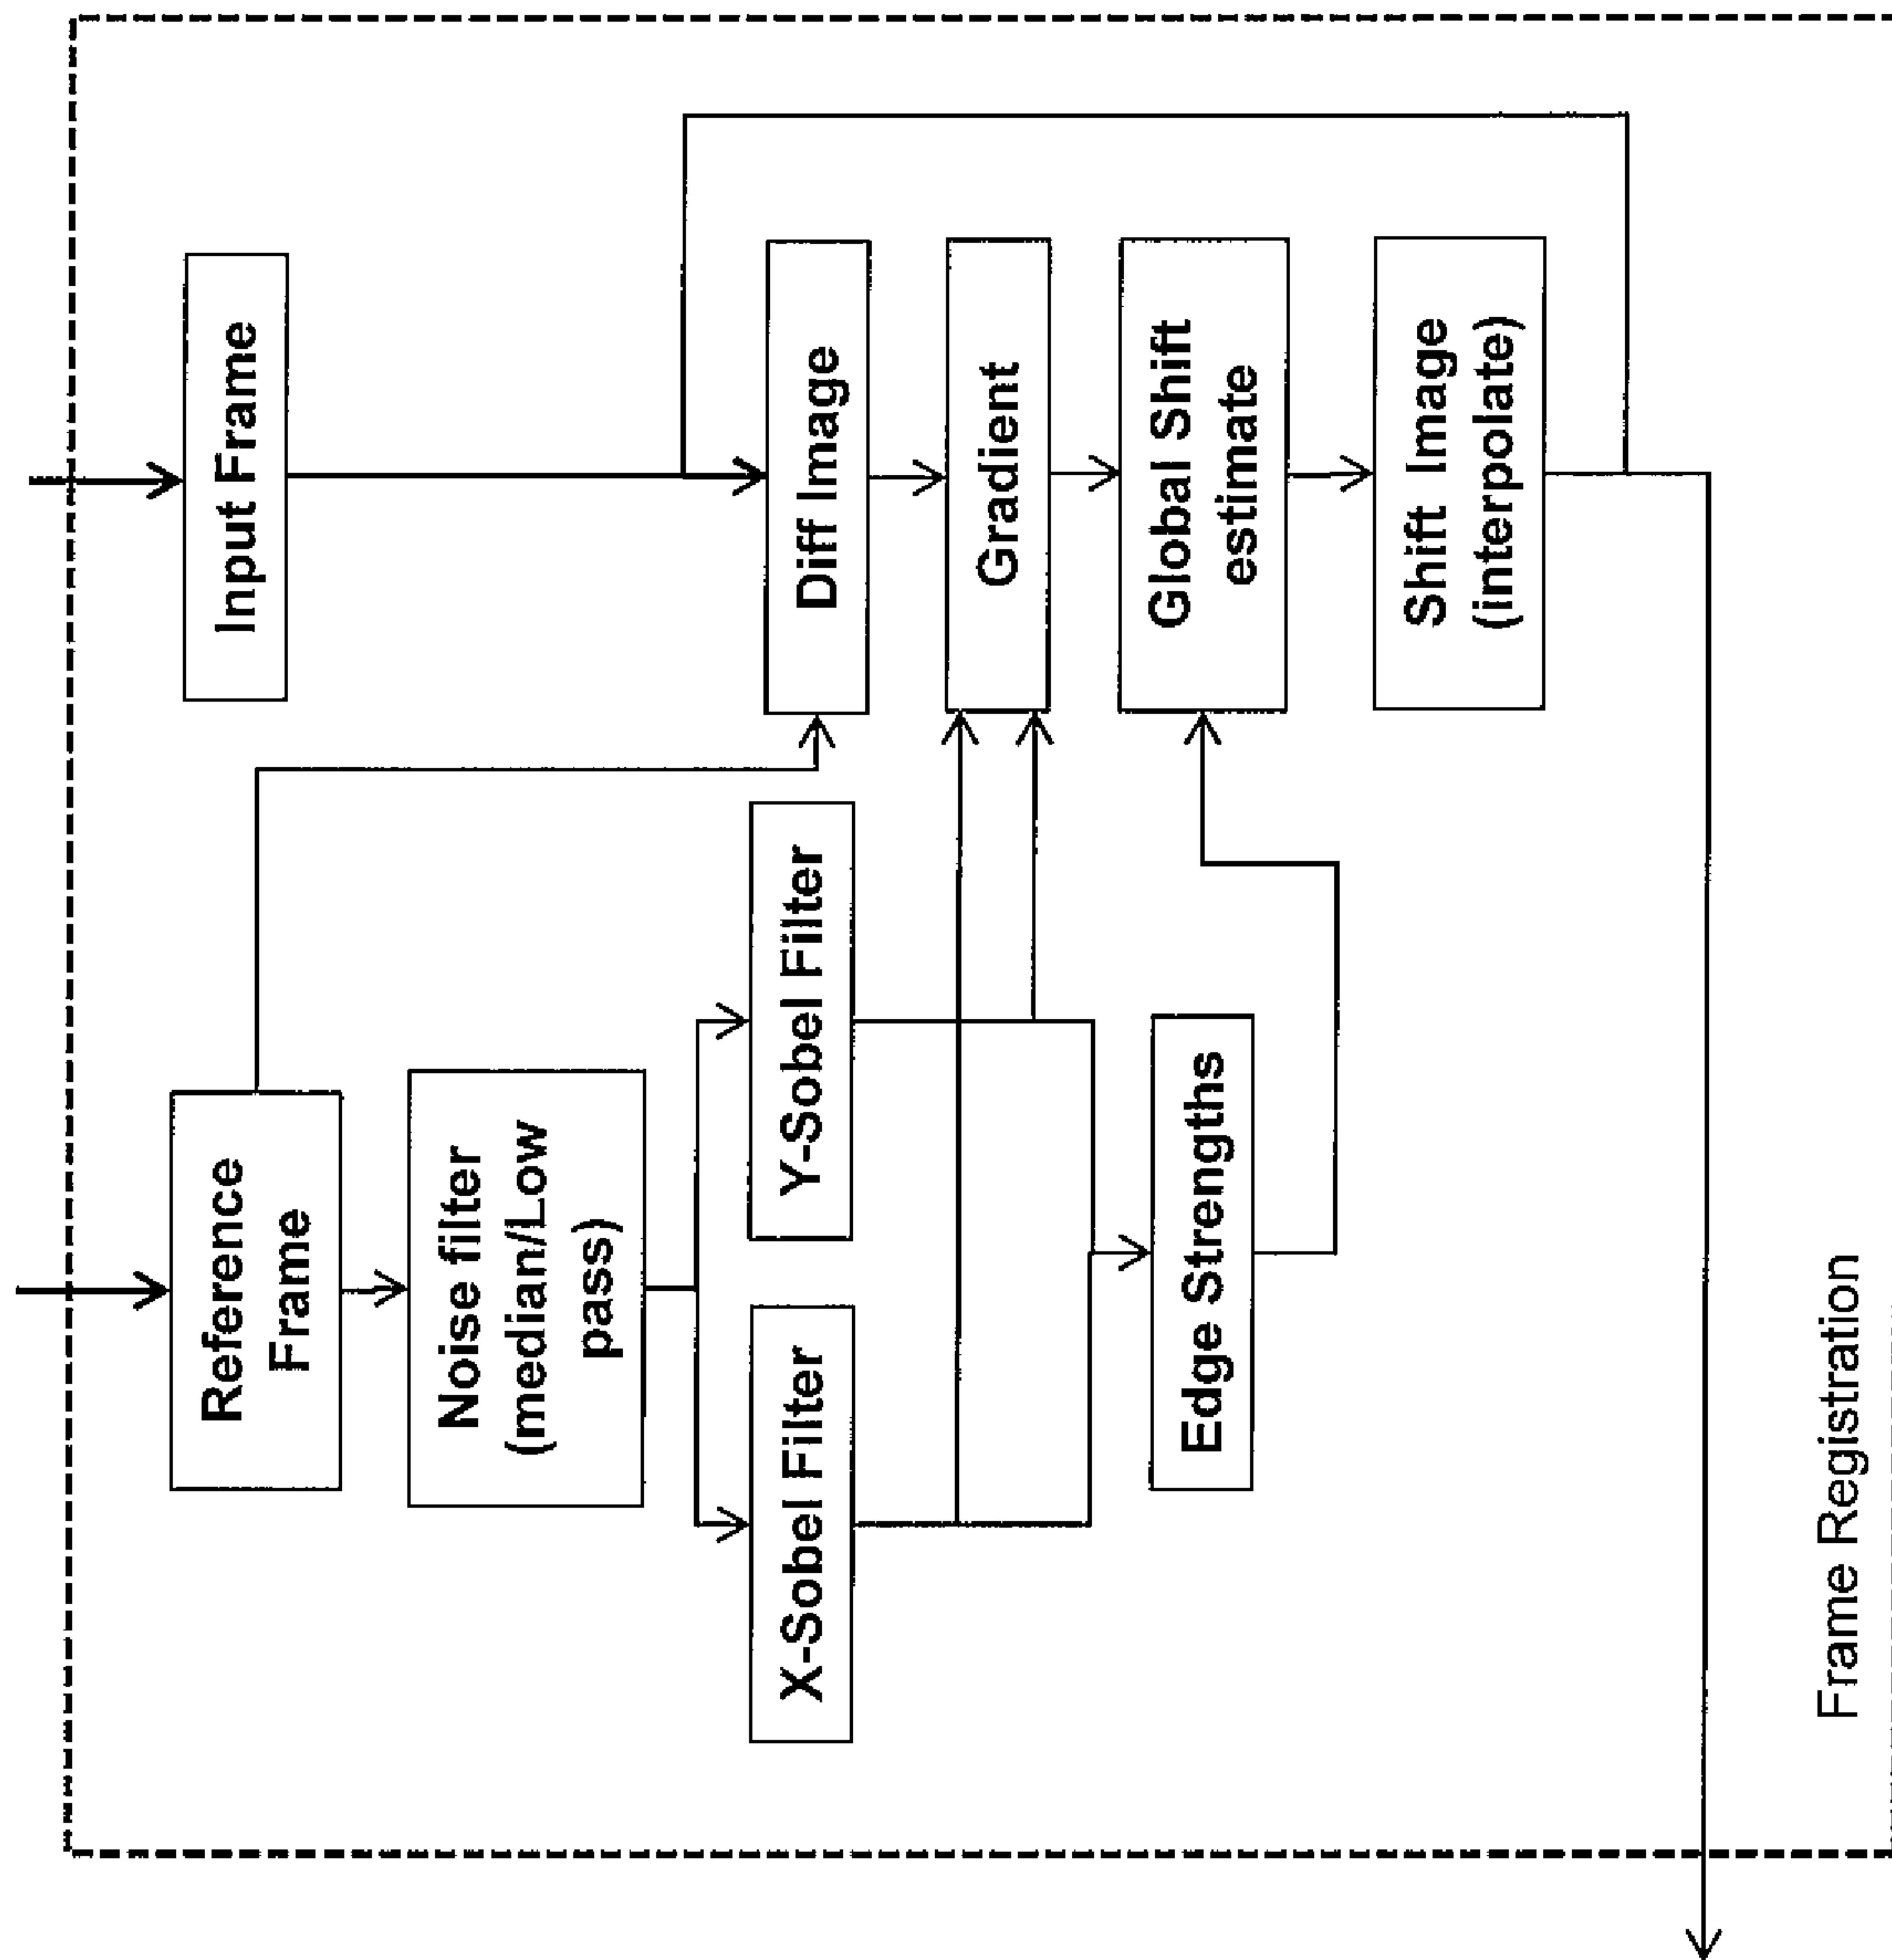 Reference
Frame
Input Frame
Noise filter
(median/Low
pass)
X-Sobel Filter
Y-Sobel Filter
Diff Image
Gradient
Edge Strengths
Global Shift
estimate
Shift Image
(interpolate)
Frame Registration